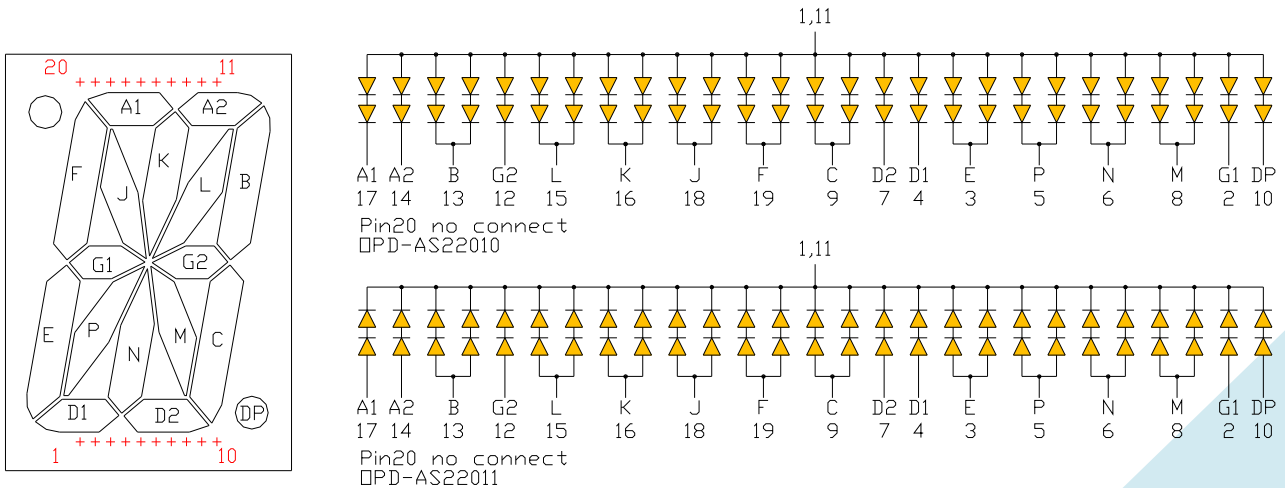 20 11
A1 A2
F J K L B
G1 G2
E P N M C
D1 D2 DP
1 10
1,11
A1 A2 B G2 L K J F C D2 D1 E P N M G1 DP
17 14 13 12 15 16 18 19 9 7 4 3 5 6 8 2 10
Pin20 no connect
OPD-AS22010
1,11
A1 A2 B G2 L K J F C D2 D1 E P N M G1 DP
17 14 13 12 15 16 18 19 9 7 4 3 5 6 8 2 10
Pin20 no connect
OPD-AS22011